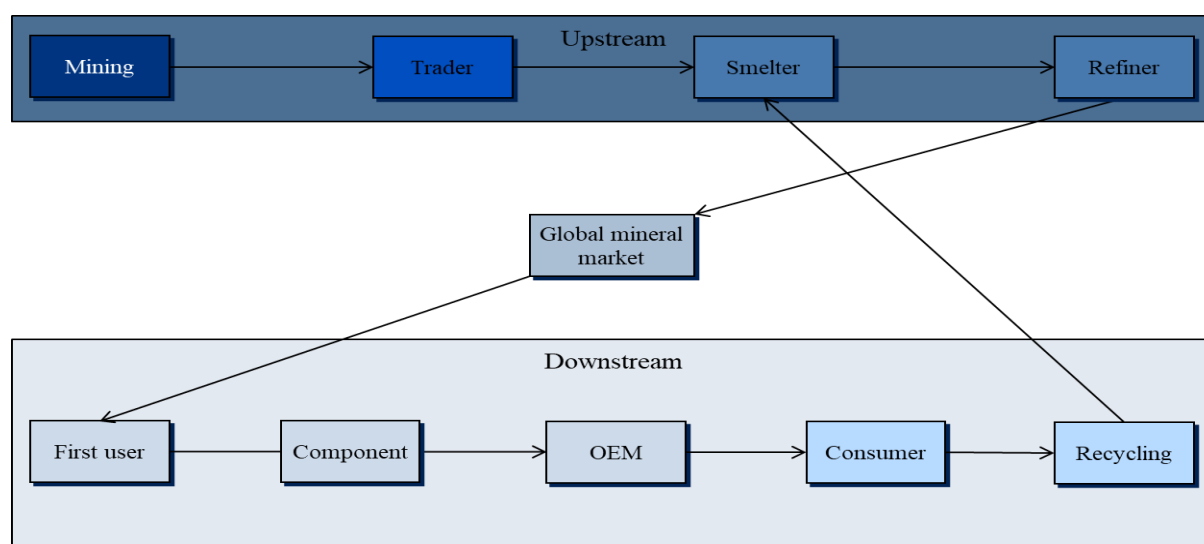 Upstream
Mining
Trader
Smelter
Refiner
Global mineral
market
Downstream
First user
Component
OEM
Consumer
Recycling